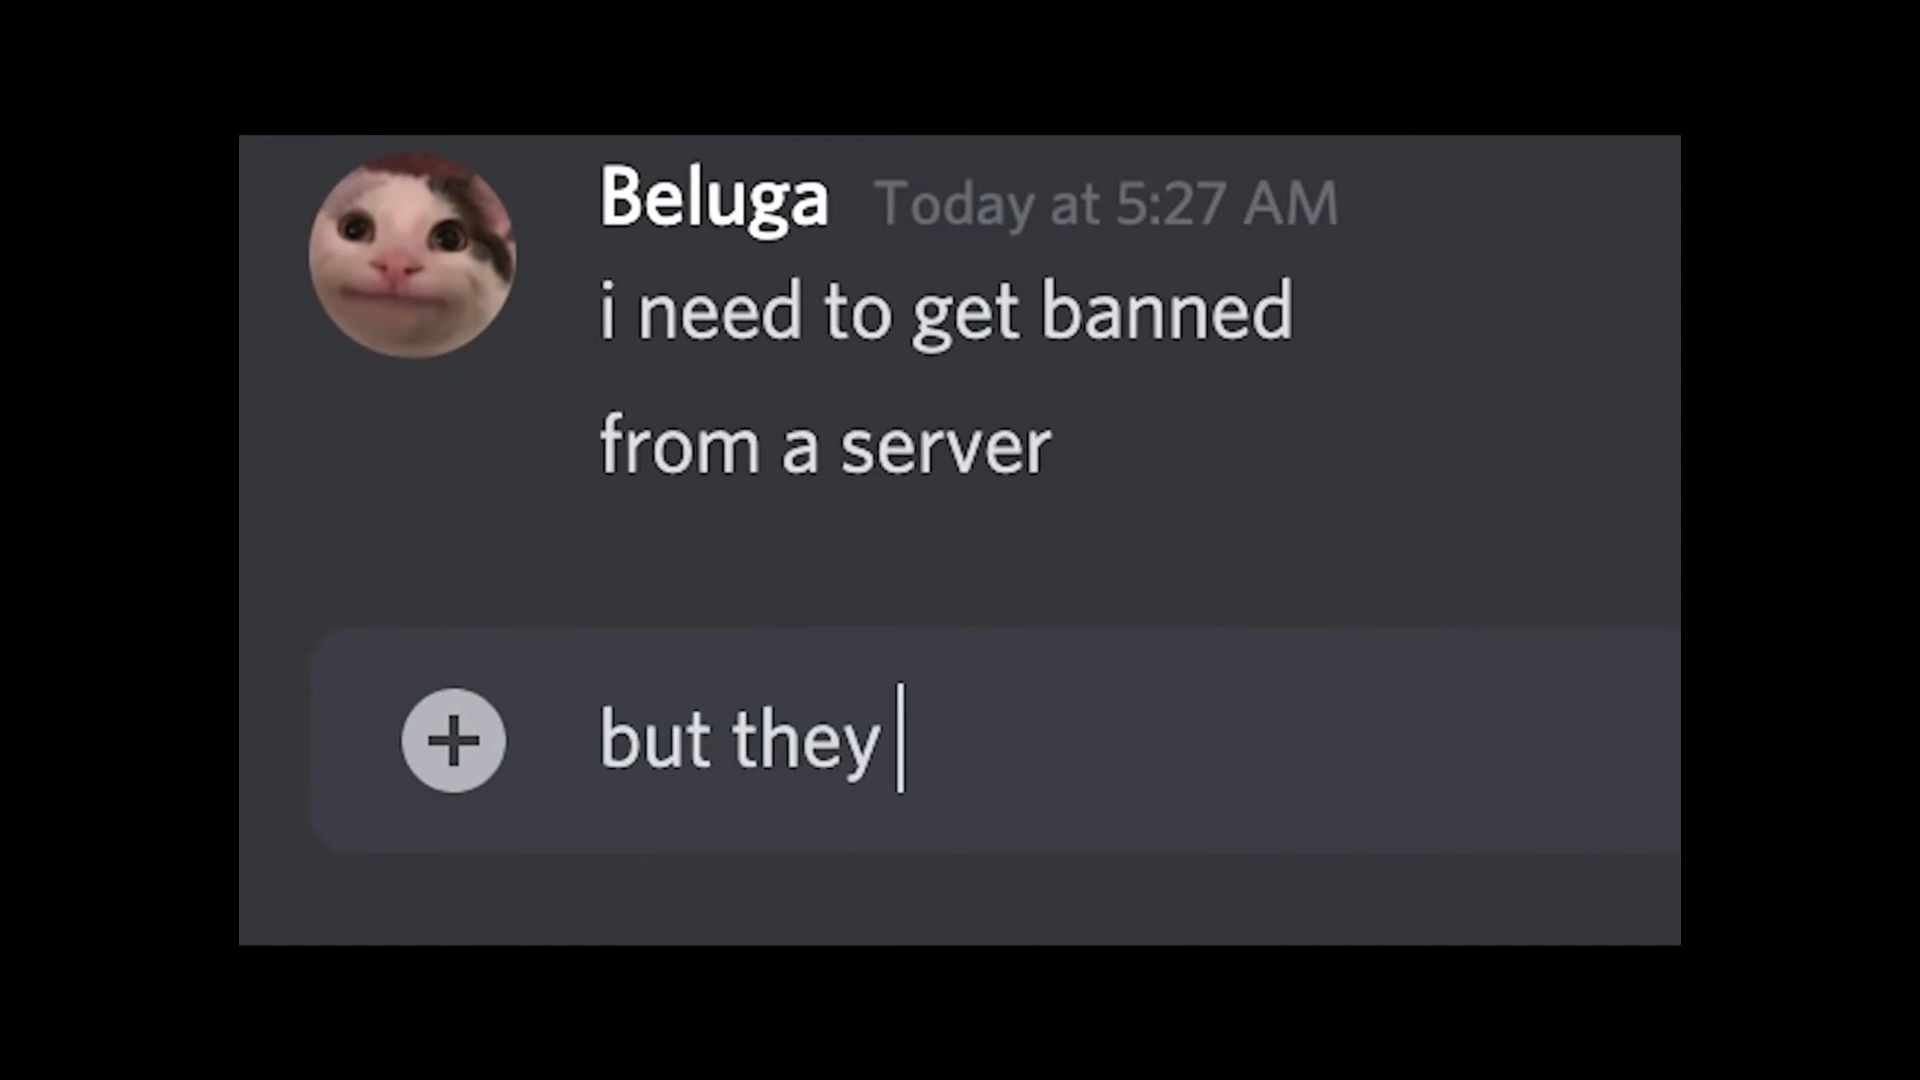 Beluga Today at 5:27 AM
i need to get banned
from a server
but they